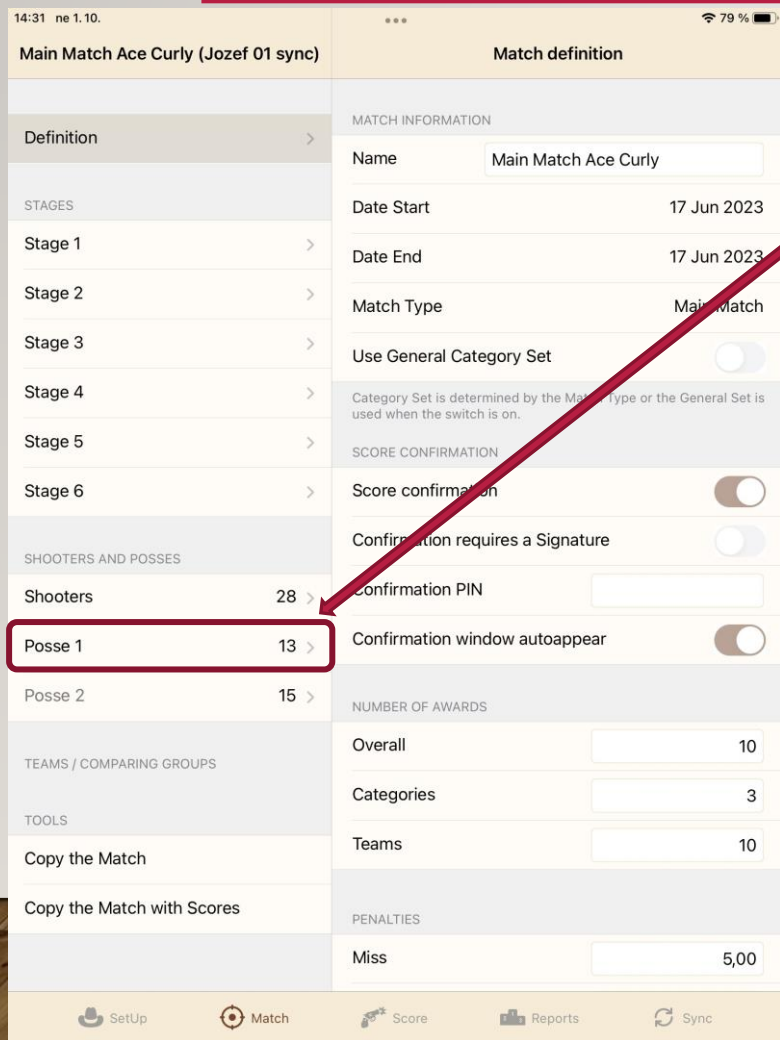 14:31 ne 1. 10.
79 %
Main Match Ace Curly (Jozef 01 sync)
Definition
STAGES
Stage 1
Stage 2
Stage 3
Stage 4
Stage 5
Stage 6
SHOOTERS AND POSSES
Shooters 28
Posse 1 13
Posse 2 15
TEAMS / COMPARING GROUPS
TOOLS
Copy the Match
Copy the Match with Scores
Match definition
MATCH INFORMATION
Name Main Match Ace Curly
Date Start 17 Jun 2023
Date End 17 Jun 2023
Match Type Main Match
Use General Category Set
Category Set is determined by the Match Type or the General Set is
used when the switch is on.
SCORE CONFIRMATION
Score confirmation
Confirmation requires a Signature
Confirmation PIN
Confirmation window autoappear
NUMBER OF AWARDS
Overall 10
Categories 3
Teams 10
PENALTIES
Miss 5,00
SetUp Match Score Reports Sync